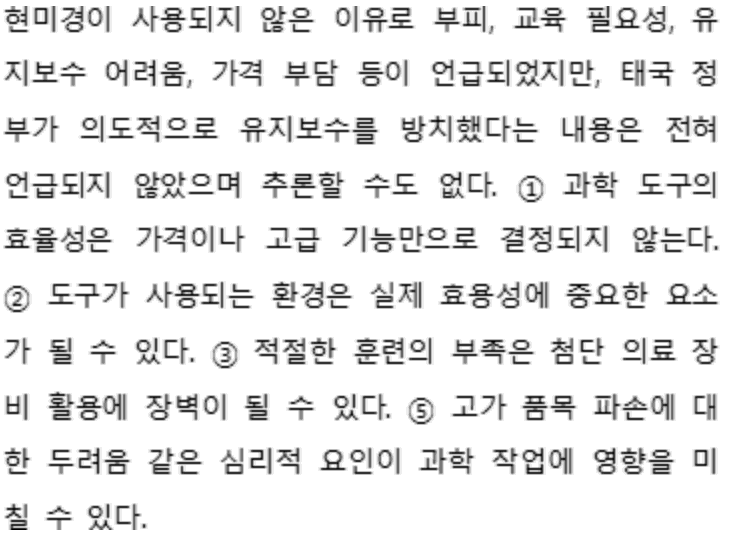 현미경이 사용되지 않은 이유로 부피, 교육 필요성, 유
지보수 어려움, 가격 부담 등이 언급되었지만, 태국 정
부가 의도적으로 유지보수를 방치했다는 내용은 전혀
언급되지 않았으며 추론할 수도 없다. ① 과학 도구의
효율성은 가격이나 고급 기능만으로 결정되지 않는다.
② 도구가 사용되는 환경은 실제 효용성에 중요한 요소
가 될 수 있다. ③ 적절한 훈련의 부족은 첨단 의료 장
비 활용에 장벽이 될 수 있다. ⑤ 고가 품목 파손에 대
한 두려움 같은 심리적 요인이 과학 작업에 영향을 미
칠 수 있다.